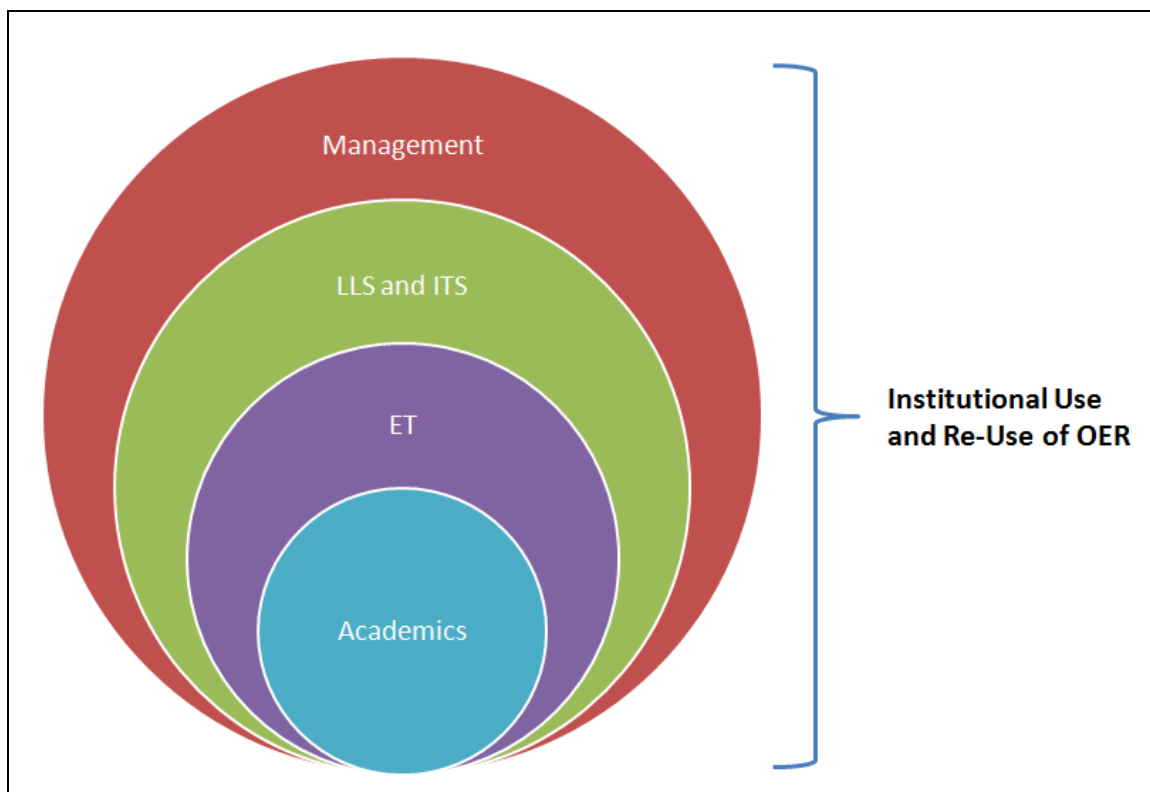 Management
LLS and ITS
ET
Academics
Institutional Use
and Re-Use of OER